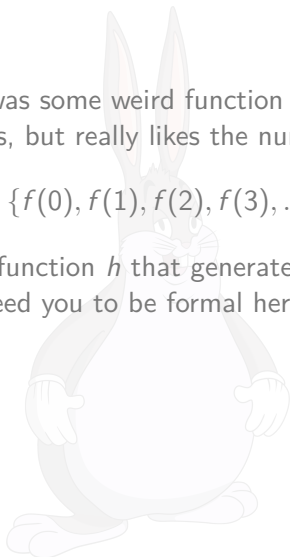 was some weird function
s, but really likes the nu
{f(0), f(1), f(2), f(3), . .
function h that generate
eed you to be formal her